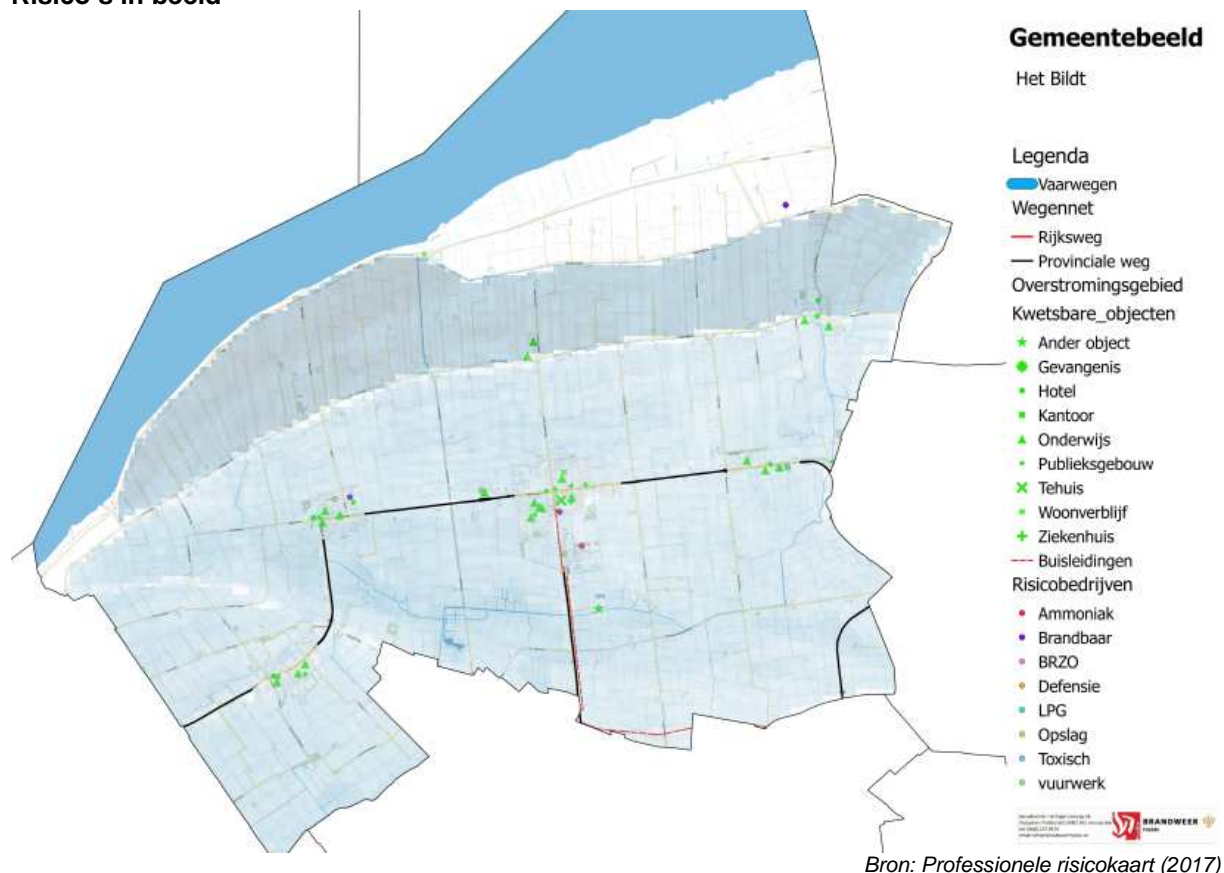 Risico's in beeld
Gemeentebeeld
Het Bildt
Legenda
Vaarwegen
Wegennet
Rijksweg
Provinciale weg
Overstromingsgebied
Kwetsbare_objecten
Ander object
Gevangenis
Hotel
Kantoor
Onderwijs
Publieksgebouw
Tehuis
Woonverblijf
Ziekenhuis
Buisleidingen
Risicobedrijven
Ammoniak
Brandbaar
BRZO
Defensie
LPG
Opslag
Toxisch
vuurwerk
BRANDWEER
Bron: Professionele risicokaart (2017)